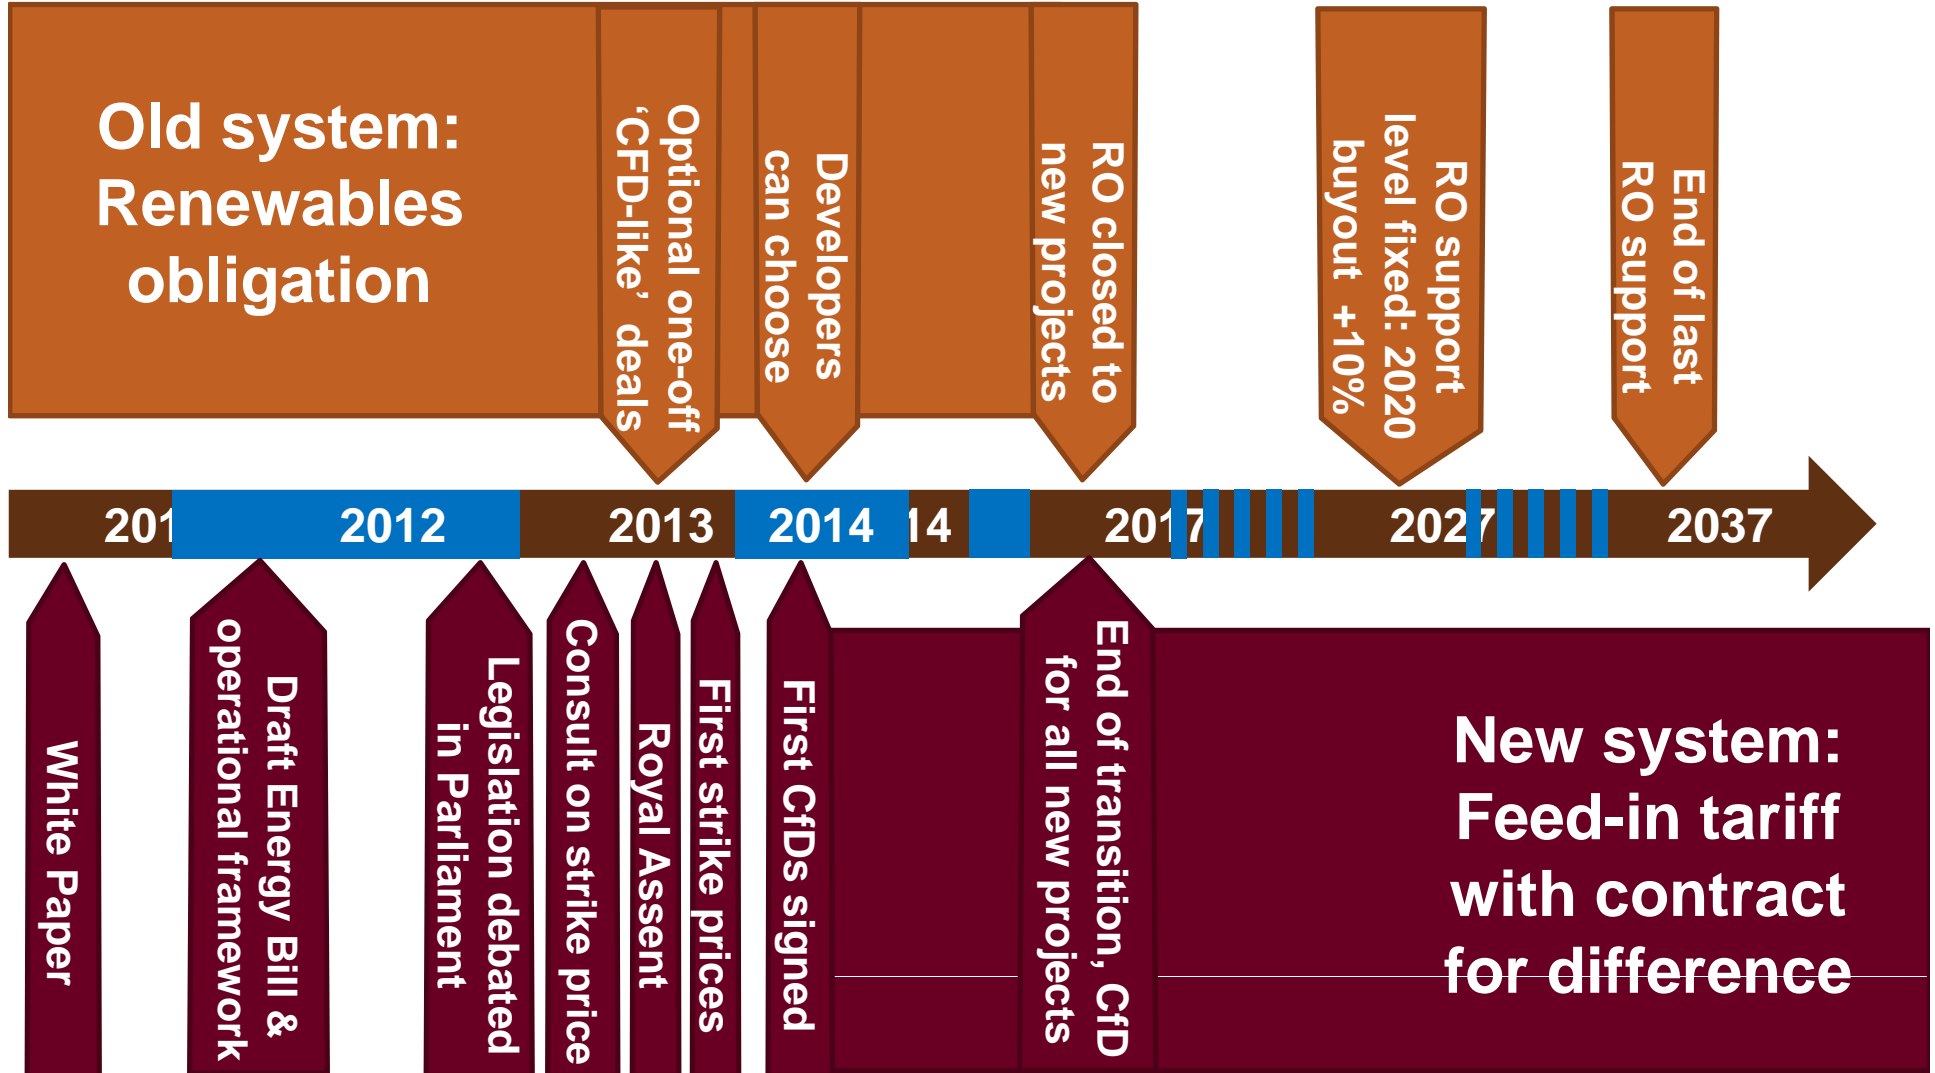 Old system:
Renewables
obligation
Optional one-off
‘CFD-like’ deals
Developers
can choose
RO closed to
new projects
RO support
level fixed: 2020
buyout +10%
End of last
RO support
201
2012
2013
2014
14
2017
2027
2037
White Paper
Draft Energy Bill &
operational framework
Legislation debated
in Parliament
Consult on strike price
Royal Assent
First strike prices
First CfDs signed
End of transition, CfD
for all new projects
New system:
Feed-in tariff
with contract
for difference